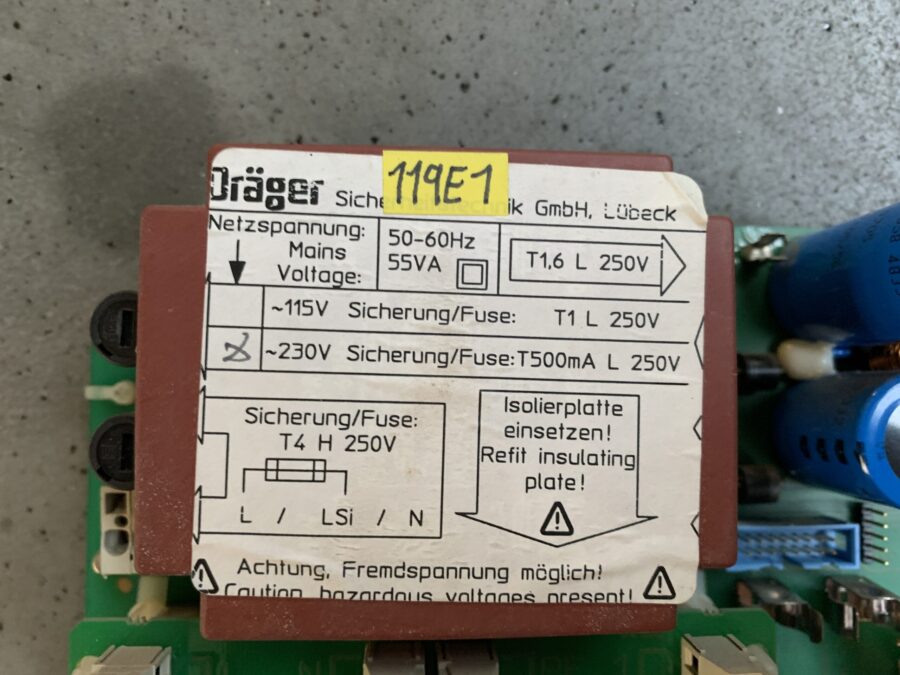 Dräger
119E1
GmbH, Lübeck
Netzspannung:
Mains
Voltage:
50-60Hz
55VA
T1,6 L 250V
~115V Sicherung/Fuse: T1 L 250V
~230V Sicherung/Fuse: T500mA L 250V
Sicherung/Fuse:
T4 H 250V
L / LSi / N
Isolierplatte
einsetzen!
Refit insulating
plate!
Achtung, Fremdspannung möglich!
Caution, hazardous voltages present!